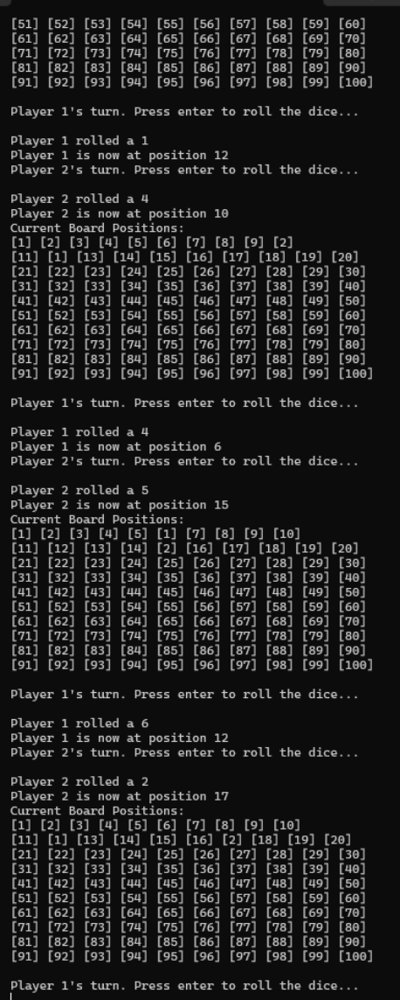 [51] [52] [53] [54] [55] [56] [57] [58] [59] [60]
[61] [62] [63] [64] [65] [66] [67] [68] [69] [70]
[71] [72] [73] [74] [75] [76] [77] [78] [79] [80]
[81] [82] [83] [84] [85] [86] [87] [88] [89] [90]
[91] [92] [93] [94] [95] [96] [97] [98] [99] [100]
Player 1's turn. Press enter to roll the dice...
Player 1 rolled a 1
Player 1 is now at position 12
Player 2's turn. Press enter to roll the dice...
Player 2 rolled a 4
Player 2 is now at position 10
Current Board Positions:
[1] [2] [3] [4] [5] [6] [7] [8] [9] [2]
[11] [1] [13] [14] [15] [16] [17] [18] [19] [20]
[21] [22] [23] [24] [25] [26] [27] [28] [29] [30]
[31] [32] [33] [34] [35] [36] [37] [38] [39] [40]
[41] [42] [43] [44] [45] [46] [47] [48] [49] [50]
[51] [52] [53] [54] [55] [56] [57] [58] [59] [60]
[61] [62] [63] [64] [65] [66] [67] [68] [69] [70]
[71] [72] [73] [74] [75] [76] [77] [78] [79] [80]
[81] [82] [83] [84] [85] [86] [87] [88] [89] [90]
[91] [92] [93] [94] [95] [96] [97] [98] [99] [100]
Player 1's turn. Press enter to roll the dice...
Player 1 rolled a 4
Player 1 is now at position 6
Player 2's turn. Press enter to roll the dice...
Player 2 rolled a 5
Player 2 is now at position 15
Current Board Positions:
[1] [2] [3] [4] [5] [1] [7] [8] [9] [10]
[11] [12] [13] [14] [2] [16] [17] [18] [19] [20]
[21] [22] [23] [24] [25] [26] [27] [28] [29] [30]
[31] [32] [33] [34] [35] [36] [37] [38] [39] [40]
[41] [42] [43] [44] [45] [46] [47] [48] [49] [50]
[51] [52] [53] [54] [55] [56] [57] [58] [59] [60]
[61] [62] [63] [64] [65] [66] [67] [68] [69] [70]
[71] [72] [73] [74] [75] [76] [77] [78] [79] [80]
[81] [82] [83] [84] [85] [86] [87] [88] [89] [90]
[91] [92] [93] [94] [95] [96] [97] [98] [99] [100]
Player 1's turn. Press enter to roll the dice...
Player 1 rolled a 6
Player 1 is now at position 12
Player 2's turn. Press enter to roll the dice...
Player 2 rolled a 2
Player 2 is now at position 17
Current Board Positions:
[1] [2] [3] [4] [5] [6] [7] [8] [9] [10]
[11] [1] [13] [14] [15] [16] [2] [18] [19] [20]
[21] [22] [23] [24] [25] [26] [27] [28] [29] [30]
[31] [32] [33] [34] [35] [36] [37] [38] [39] [40]
[41] [42] [43] [44] [45] [46] [47] [48] [49] [50]
[51] [52] [53] [54] [55] [56] [57] [58] [59] [60]
[61] [62] [63] [64] [65] [66] [67] [68] [69] [70]
[71] [72] [73] [74] [75] [76] [77] [78] [79] [80]
[81] [82] [83] [84] [85] [86] [87] [88] [89] [90]
[91] [92] [93] [94] [95] [96] [97] [98] [99] [100]
Player 1's turn. Press enter to roll the dice...